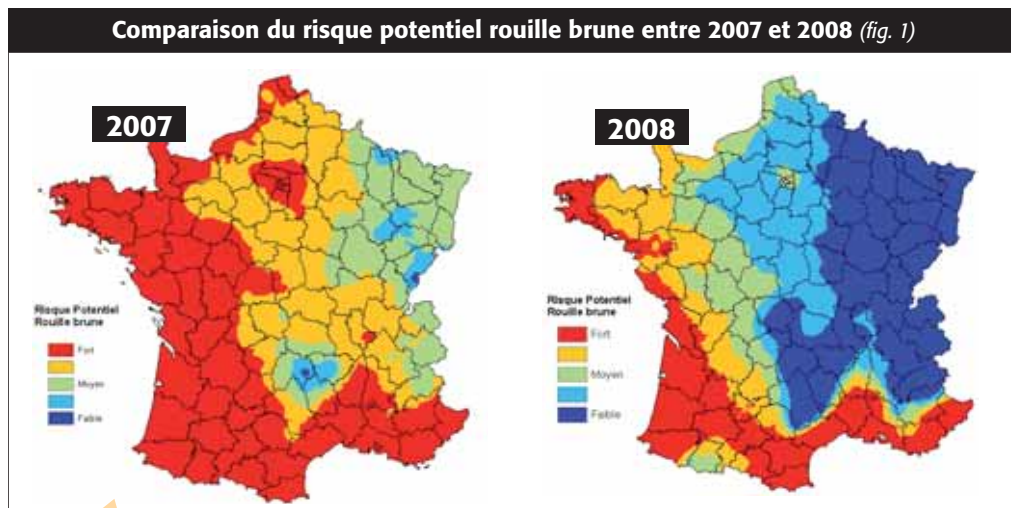 Comparaison du risque potentiel rouille brune entre 2007 et 2008 (fig. 1)
2007
Risque Potentiel
Rouille brune
Fort
Moyen
Faible
2008
Risque Potentiel
Rouille brune
Fort
Moyen
Faible